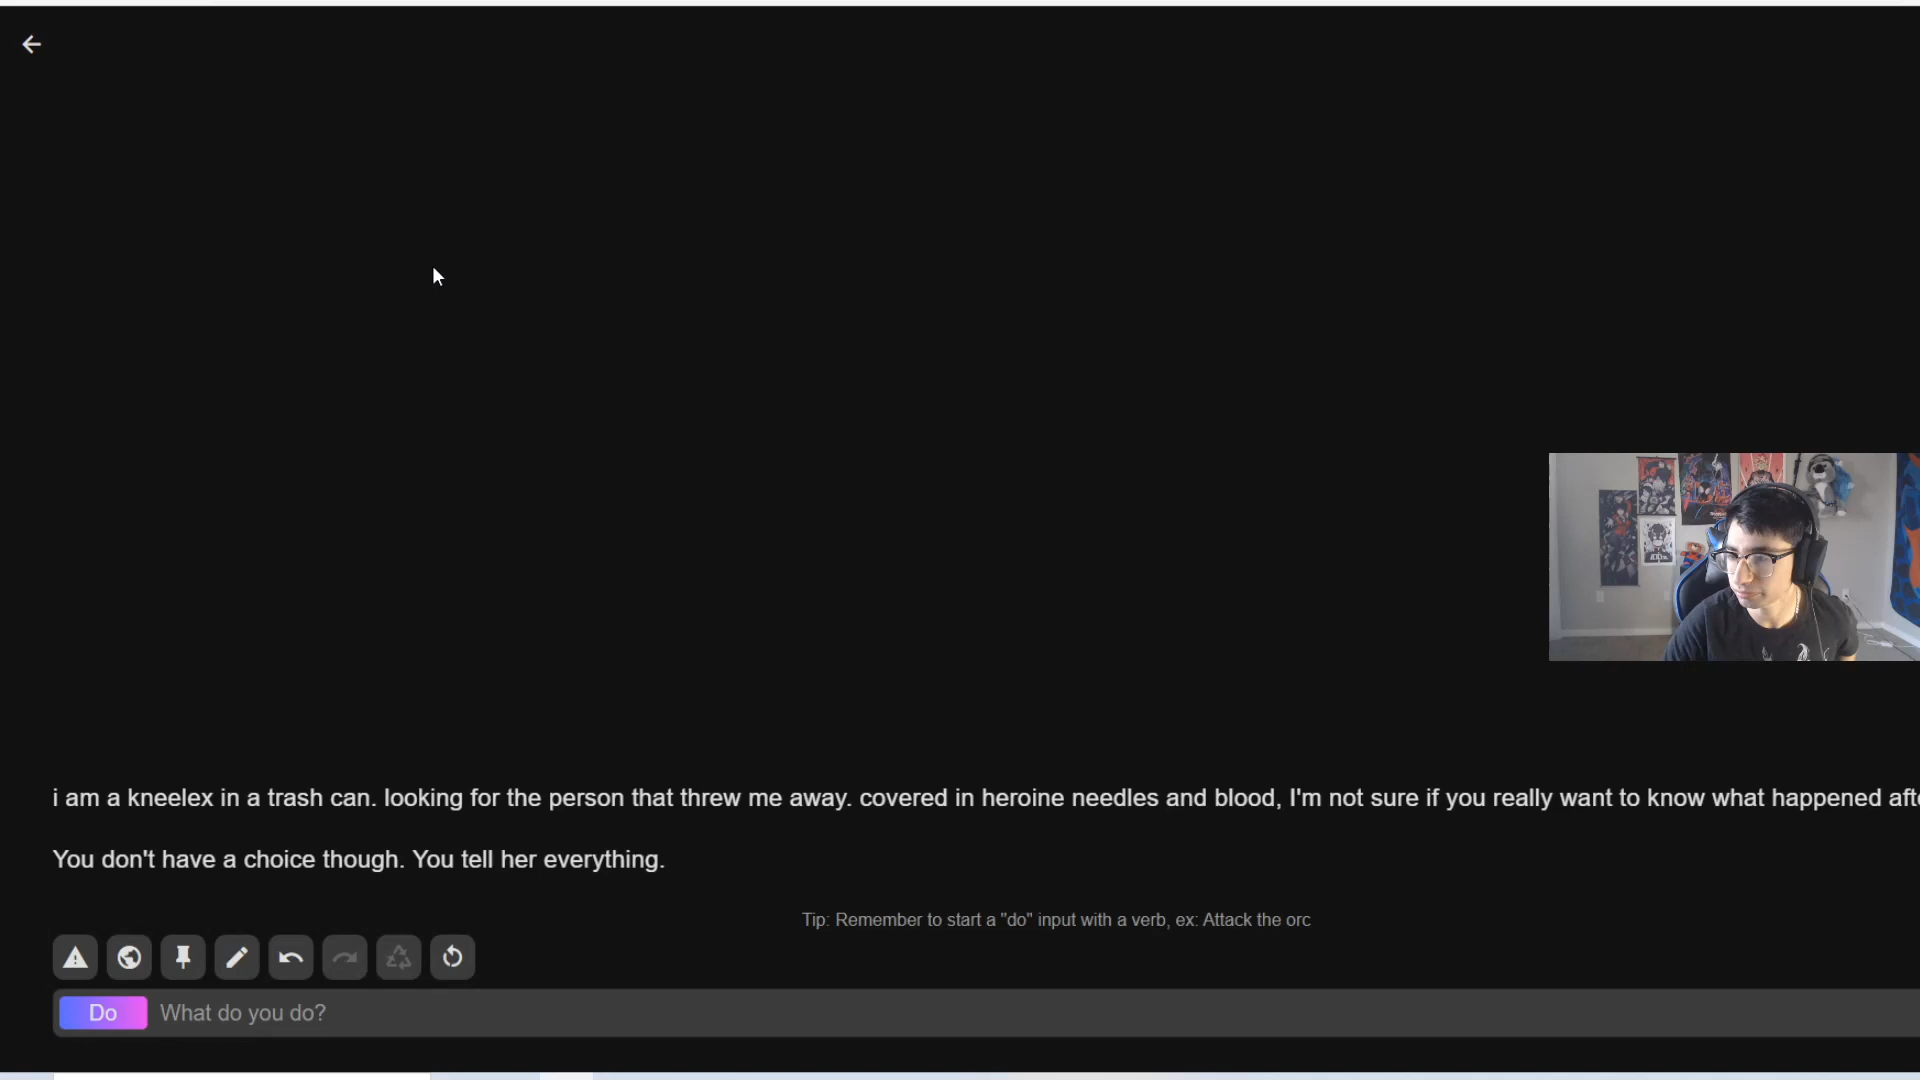 i am a kneelex in a trash can. looking for the person that threw me away. covered in heroine needles and blood, I'm not sure if you really want to know what happened afte
You don't have a choice though. You tell her everything.
Tip: Remember to start a "do" input with a verb, ex: Attack the orc
Do What do you do?